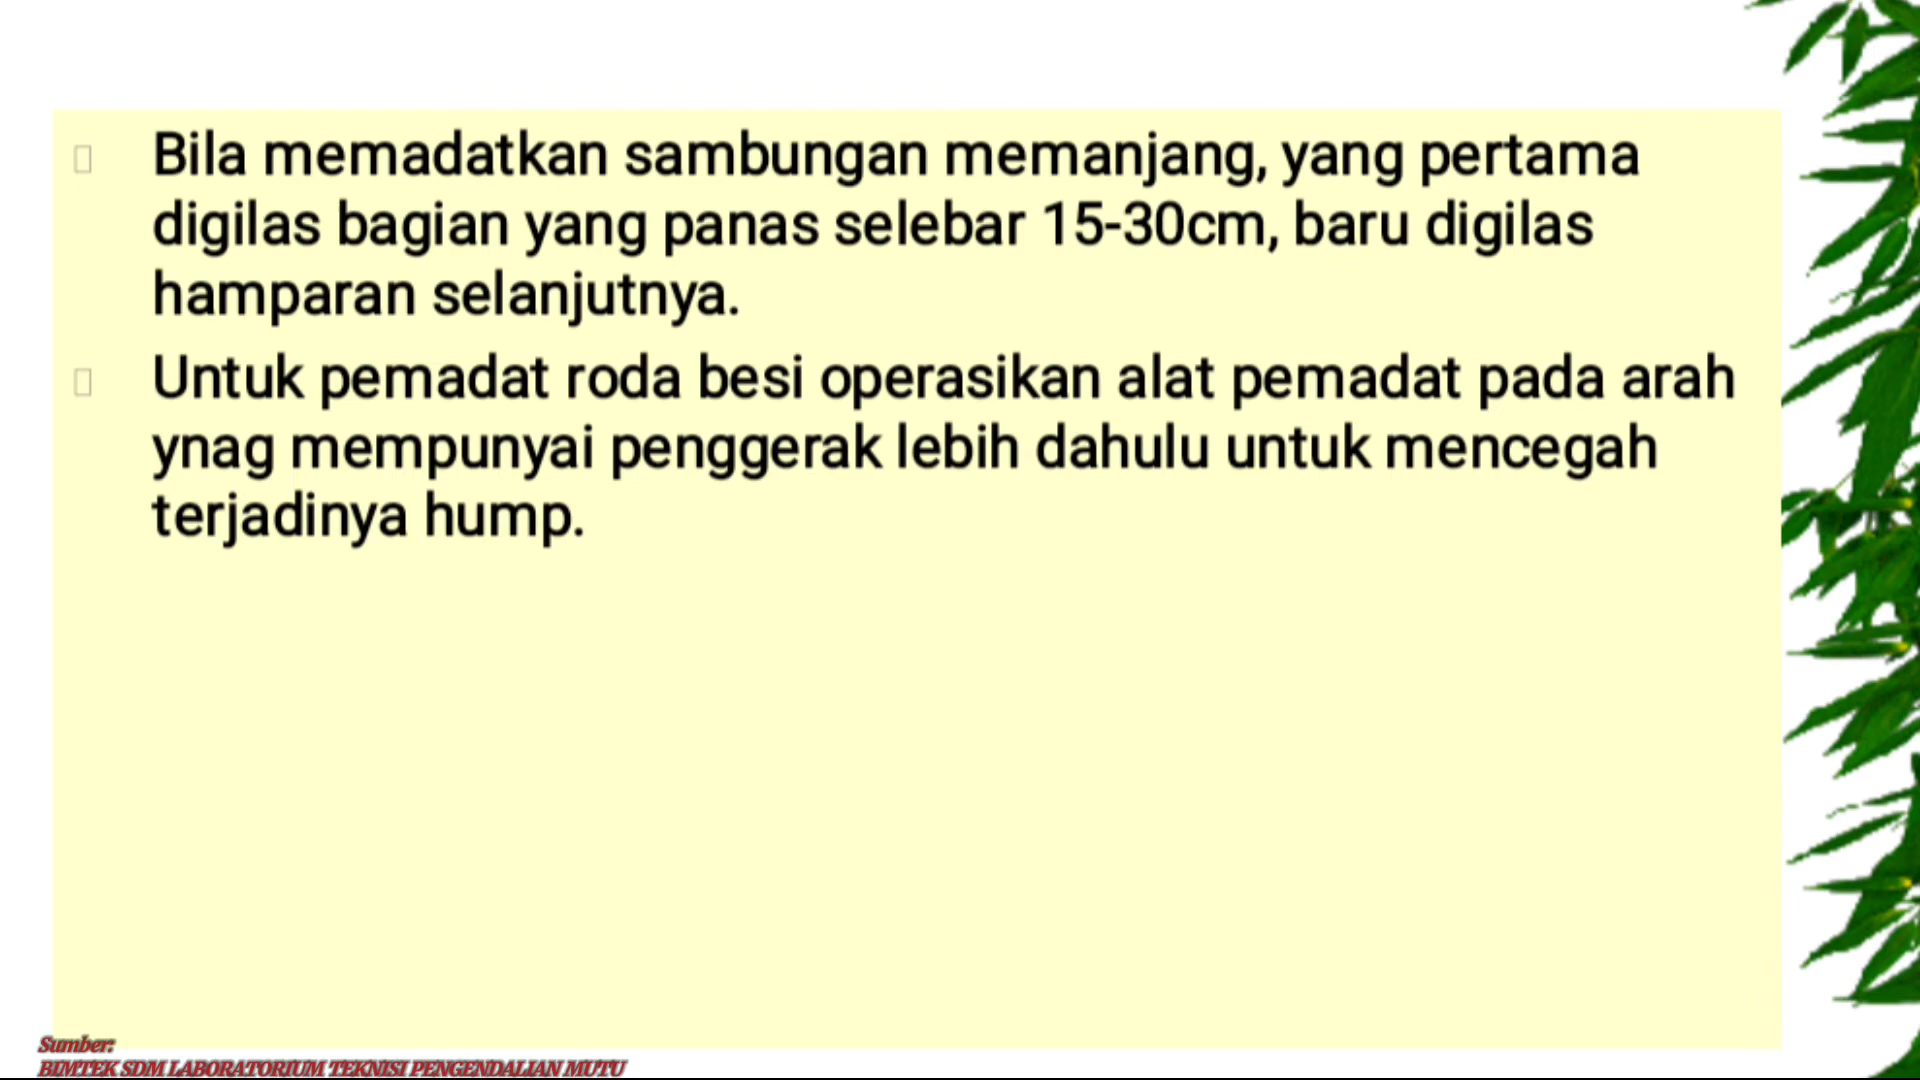 Bila memadatkan sambungan memanjang, yang pertama
digilas bagian yang panas selebar 15-30cm, baru digilas
hamparan selanjutnya.
Untuk pemadat roda besi operasikan alat pemadat pada arah
ynag mempunyai penggerak lebih dahulu untuk mencegah
terjadinya hump.
Sumber:
BIMTEK SDM LABORATORIUM TEKNISI PENGENDALIAN MUTU